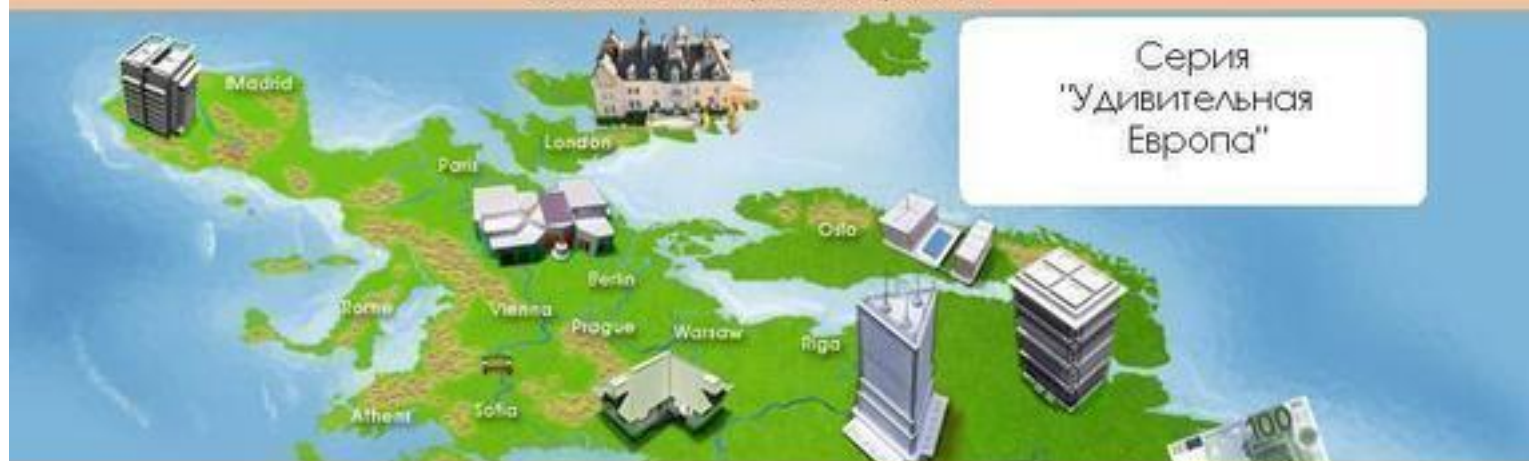 Серия
"Удивительная
Европа"
Madrid
London
Paris
Oslo
Berlin
Rome
Vienna
Prague
Warsaw
Riga
Athens
Sofia
100